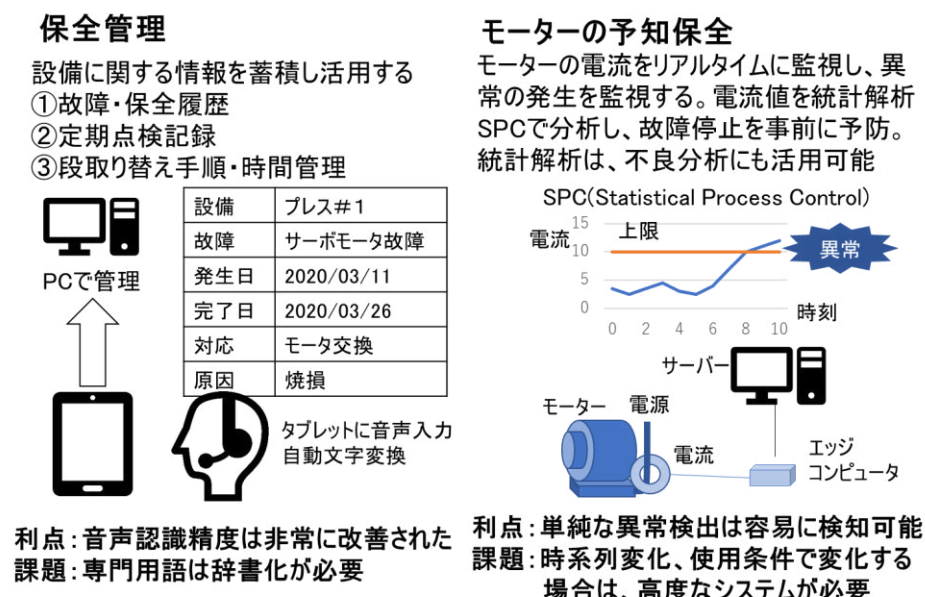 保全管理
設備に関する情報を蓄積し活用する
①故障・保全履歴
②定期点検記録
③段取り替え手順・時間管理
PCで管理
設備 プレス#1
故障 サーボモータ故障
発生日 2020/03/11
完了日 2020/03/26
対応 モータ交換
原因 焼損
タブレットに音声入力
自動文字変換
利点：音声認識精度は非常に改善された
課題：専門用語は辞書化が必要
モーターの予知保全
モーターの電流をリアルタイムに監視し、異
常の発生を監視する。電流値を統計解析
SPCで分析し、故障停止を事前に予防。
統計解析は、不良分析にも活用可能
SPC(Statistical Process Control)
電流
15
10
5
0
上限
異常
時刻
0 2 4 6 8 10
サーバー
モーター
電源
電流
エッジ
コンピュータ
利点：単純な異常検出は容易に検知可能
課題：時系列変化、使用条件で変化する
場合は、高度なシステムが必要